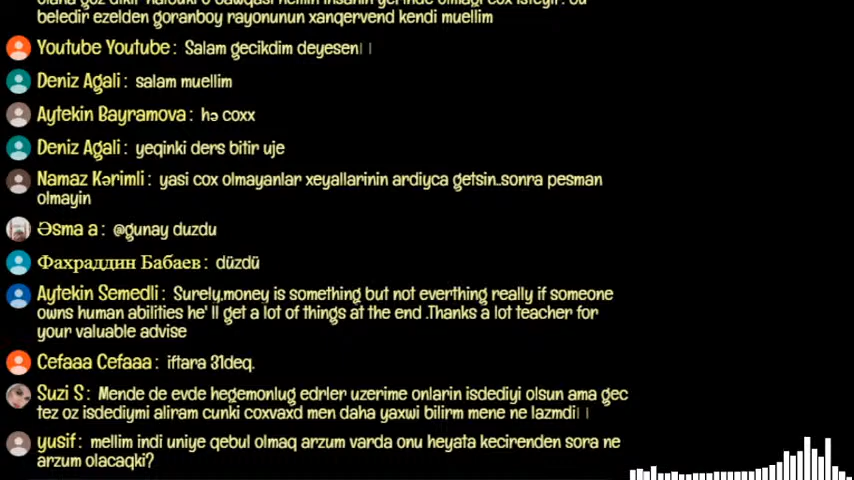 beledir ezelden goranboy rayonunun xanqervend kendi muellim
Youtube Youtube: Salam gecikdim deyesen
Deniz Agali: salam muellim
Aytekin Bayramova: hə coxx
Deniz Agali: yeqinki ders bitir uje
Namaz Kərimli: yasi cox olmayanlar xeyallarinin ardiyca getsin..sonra pesman
olmayin
Əsma a: @gunay duzdu
Фахраддин Бабаев: düzdü
Aytekin Semedli: Surely,money is something but not everthing really if someone
owns human abilities he' ll get a lot of things at the end .Thanks a lot teacher for
your valuable advise
Cefaaa Cefaaa: iftara 31deq.
Suzi S: Mende de evde hegemonlug edrler uzerime onlarin isdediyi olsun ama gec
tez oz isdediymi aliram cunki coxvaxd men daha yaxwi bilirm mene ne lazmdi
yusif: mellim indi uniye qebul olmaq arzum varda onu heyata kecirenden sora ne
arzum olacaqki?